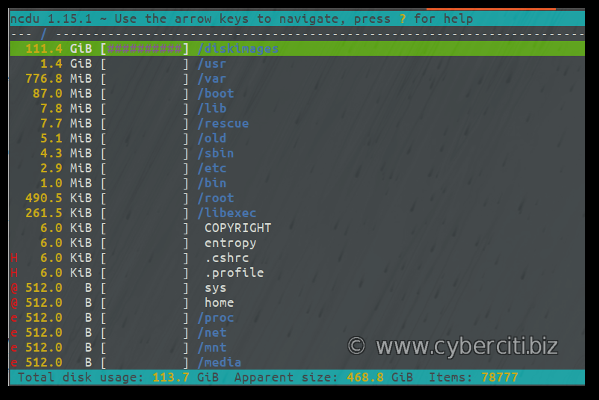 ncdu 1.15.1 ~ Use the arrow keys to navigate, press ? for help
--- / ----------------------------------------------------------------------
  111.4 GiB [##########] /diskimages
    1.4 GiB [          ] /usr
  776.8 MiB [          ] /var
   87.0 MiB [          ] /boot
    7.8 MiB [          ] /lib
    7.7 MiB [          ] /rescue
    5.1 MiB [          ] /old
    4.3 MiB [          ] /sbin
    2.9 MiB [          ] /etc
    1.0 MiB [          ] /bin
  490.5 KiB [          ] /root
  261.5 KiB [          ] /libexec
    6.0 KiB [          ]  COPYRIGHT
    6.0 KiB [          ]  entropy
H   6.0 KiB [          ]  .cshrc
H   6.0 KiB [          ]  .profile
@ 512.0   B [          ]  sys
@ 512.0   B [          ]  home
e 512.0   B [          ] /proc
e 512.0   B [          ] /net
e 512.0   B [          ] /mnt
e 512.0   B [          ] /media
© www.cyberciti.biz
Total disk usage: 113.7 GiB  Apparent size: 468.8 GiB  Items: 78777